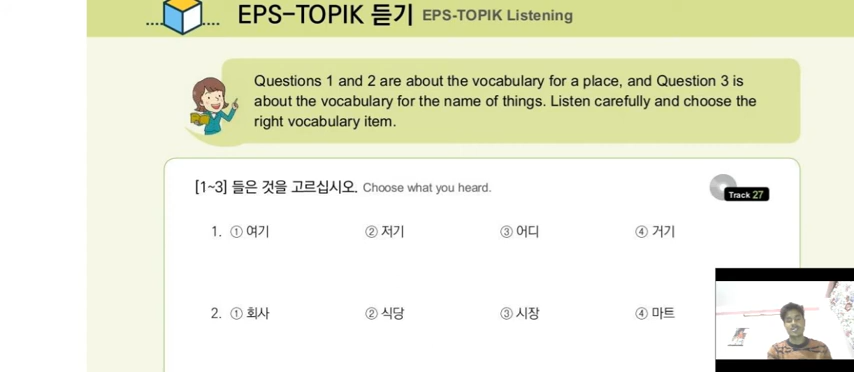 EPS-TOPIK 듣기 EPS-TOPIK Listening
Questions 1 and 2 are about the vocabulary for a place, and Question 3 is
about the vocabulary for the name of things. Listen carefully and choose the
right vocabulary item.
[1~3] 들은 것을 고르십시오. Choose what you heard.
Track 27
1. ① 여기 ② 저기 ③ 어디 ④ 거기
2. ① 회사 ② 식당 ③ 시장 ④ 마트